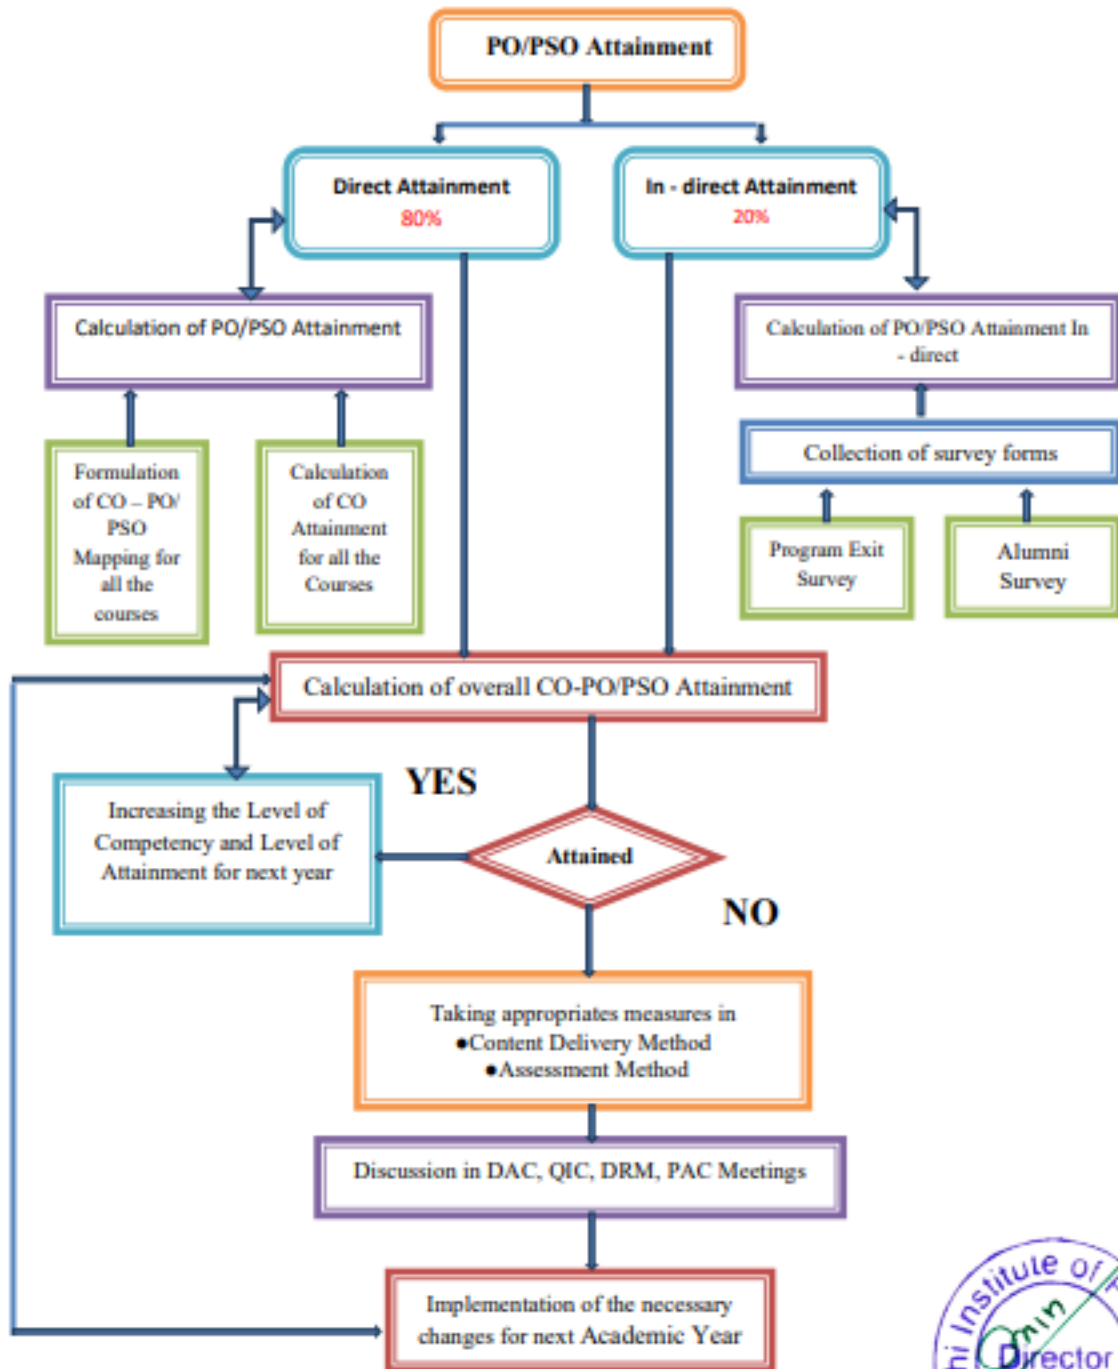 PO/PSO Attainment
Direct Attainment
80%
In - direct Attainment
20%
Calculation of PO/PSO Attainment
Calculation of PO/PSO Attainment In
- direct
Formulation
of CO – PO/
PSO
Mapping for
all the
courses
Calculation
of CO
Attainment
for all the
Courses
Collection of survey forms
Program Exit
Survey
Alumni
Survey
Calculation of overall CO-PO/PSO Attainment
YES
Increasing the Level of
Competency and Level of
Attainment for next year
Attained
NO
Taking appropriates measures in
●Content Delivery Method
●Assessment Method
Discussion in DAC, QIC, DRM, PAC Meetings
Implementation of the necessary
changes for next Academic Year
hi Institute of
Director